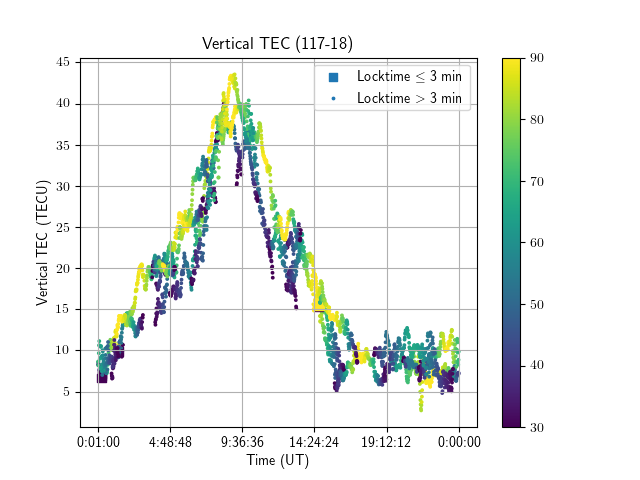 Vertical TEC (117-18)
Locktime ≤ 3 min
Locktime > 3 min
Vertical TEC (TECU)
45
40
35
30
25
20
15
10
5
0:01:00 4:48:48 9:36:36 14:24:24 19:12:12 0:00:00
Time (UT)
90
80
70
60
50
40
30